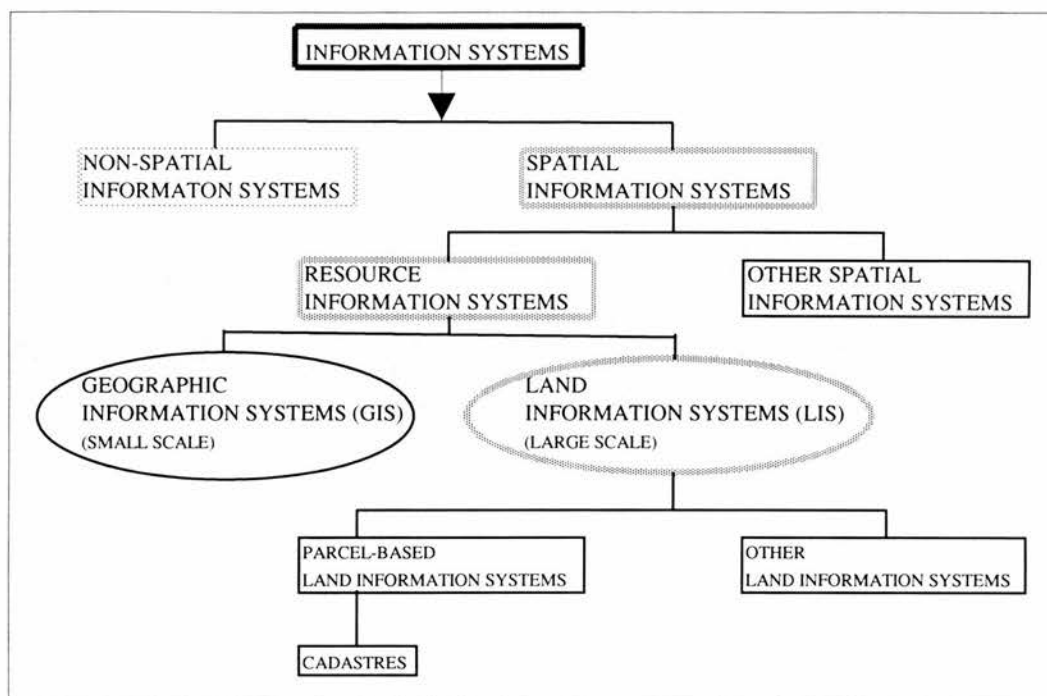 INFORMATION SYSTEMS
NON-SPATIAL
INFORMATON SYSTEMS
SPATIAL
INFORMATION SYSTEMS
RESOURCE
INFORMATION SYSTEMS
OTHER SPATIAL
INFORMATION SYSTEMS
GEOGRAPHIC
INFORMATION SYSTEMS (GIS)
(SMALL SCALE)
LAND
INFORMATION SYSTEMS (LIS)
(LARGE SCALE)
PARCEL-BASED
LAND INFORMATION SYSTEMS
OTHER
LAND INFORMATION SYSTEMS
CADASTRES